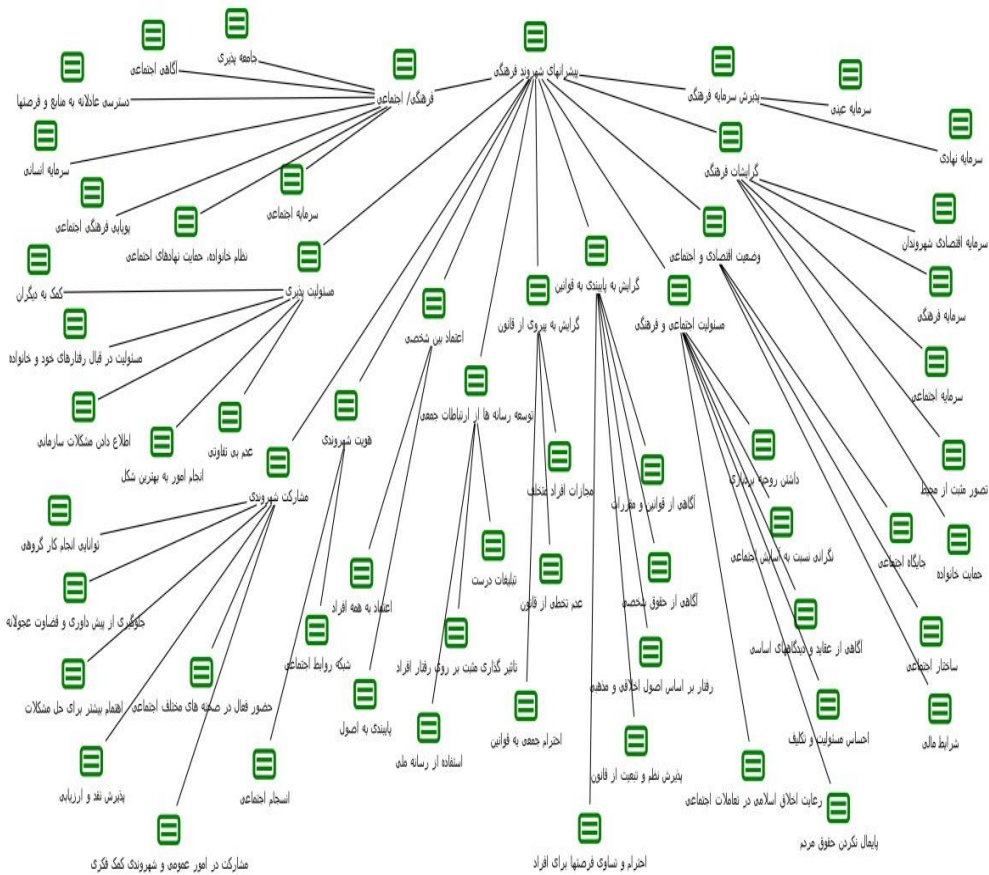 جامعه پذیری
آگاهی اجتماعی
پیشرانهای شهروند فرهنگی
پذیرش سرمایه فرهنگی
سرمایه عینی
دسترسی عادلانه به منابع و فرصتها
فرهنگی/ اجتماعی
سرمایه نهادی
سرمایه انسانی
گرایشات فرهنگی
پویایی فرهنگی اجتماعی
سرمایه اجتماعی
نظم خانواده، حمایت نهادهای اجتماعی
وضعیت اقتصادی و اجتماعی
سرمایه اقتصادی شهروندان
کمک به دیگران
مسئولیت پذیری
گرایش به پایبندی به قوانین
سرمایه فرهنگی
مسئولیت در قبال رفتارهای خود و خانواده
اعتماد بین شخصی
گرایش به پیروی از قانون
مسئولیت اجتماعی و فرهنگی
سرمایه اجتماعی
اطلاع دادن مشکلات سازمانی
عدم بی تفاوتی
هویت شهروندی
توسعه رسانه ها از ارتباطات جمعی
انجام امور به بهترین شکل
داشتن روحیه بردباری
تصور مثبت از محیط
مشارکت شهروندی
مجازات افراد متخلف
آگاهی از قوانین و مقررات
توانایی انجام کار گروهی
تبلیغات درست
نگرانی نسبت به آسایش اجتماعی
جایگاه اجتماعی
حمایت خانواده
جلوگیری از پیش داوری و قضاوت عجولانه
اعتماد به همه افراد
عدم تخطی از قانون
آگاهی از حقوق شخصی
شبکه روابط اجتماعی
تاثیر گذاری مثبت بر روی رفتار افراد
آگاهی از عقاید و دیدگاههای اساسی
ساختار اجتماعی
رفتار بر اساس اصول اخلاقی و مذهبی
اهتمام بیشتر برای حل مشکلات
حضور فعال در صحنه های مختلف اجتماعی
پایبندی به اصول
احترام جمعی به قوانین
احساس مسئولیت و تکلیف
شرایط مالی
استفاده از رسانه ملی
پذیرش نظم و تبعیت از قانون
پذیرش نقد و ارزیابی
انسجام اجتماعی
رعایت اخلاق اسلامی در تعاملات اجتماعی
پایمال نکردن حقوق مردم
مشارکت در امور عمومی و شهروندی کمک فکری
احترام و تساوی فرصتها برای افراد